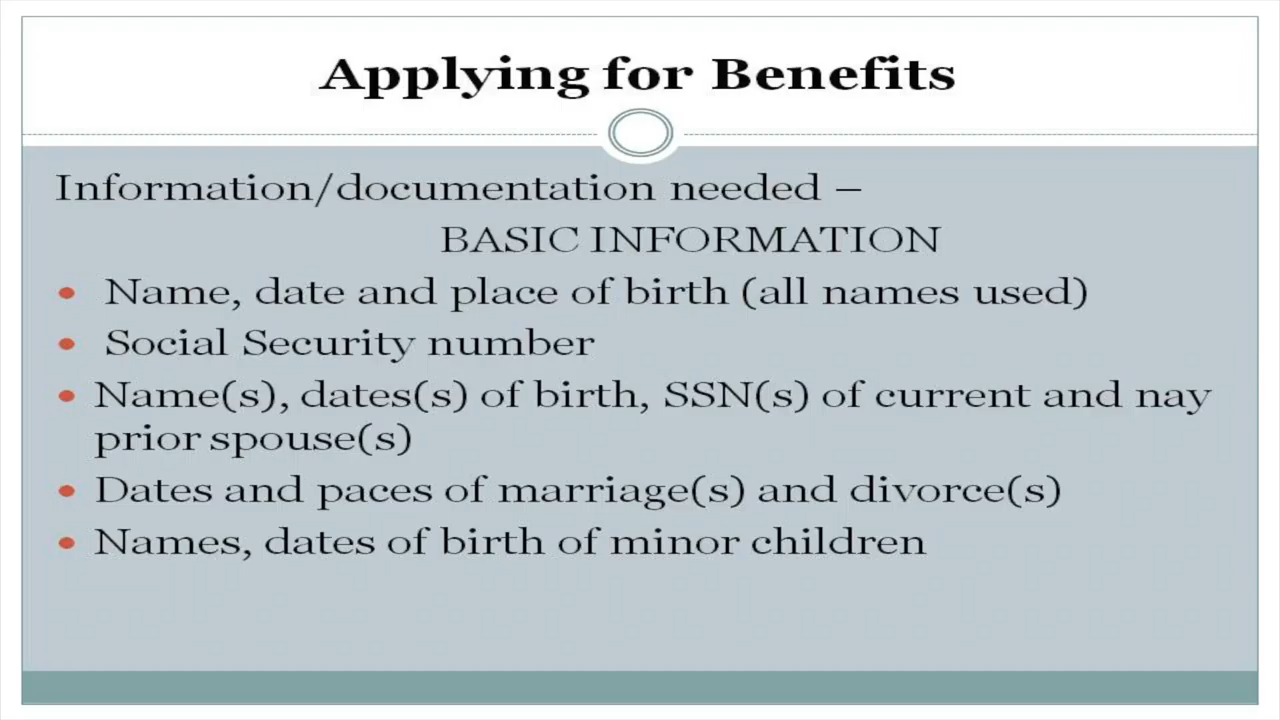 Applying for Benefits
Information/documentation needed –
BASIC INFORMATION
• Name, date and place of birth (all names used)
• Social Security number
• Name(s), dates(s) of birth, SSN(s) of current and nay
prior spouse(s)
• Dates and paces of marriage(s) and divorce(s)
• Names, dates of birth of minor children